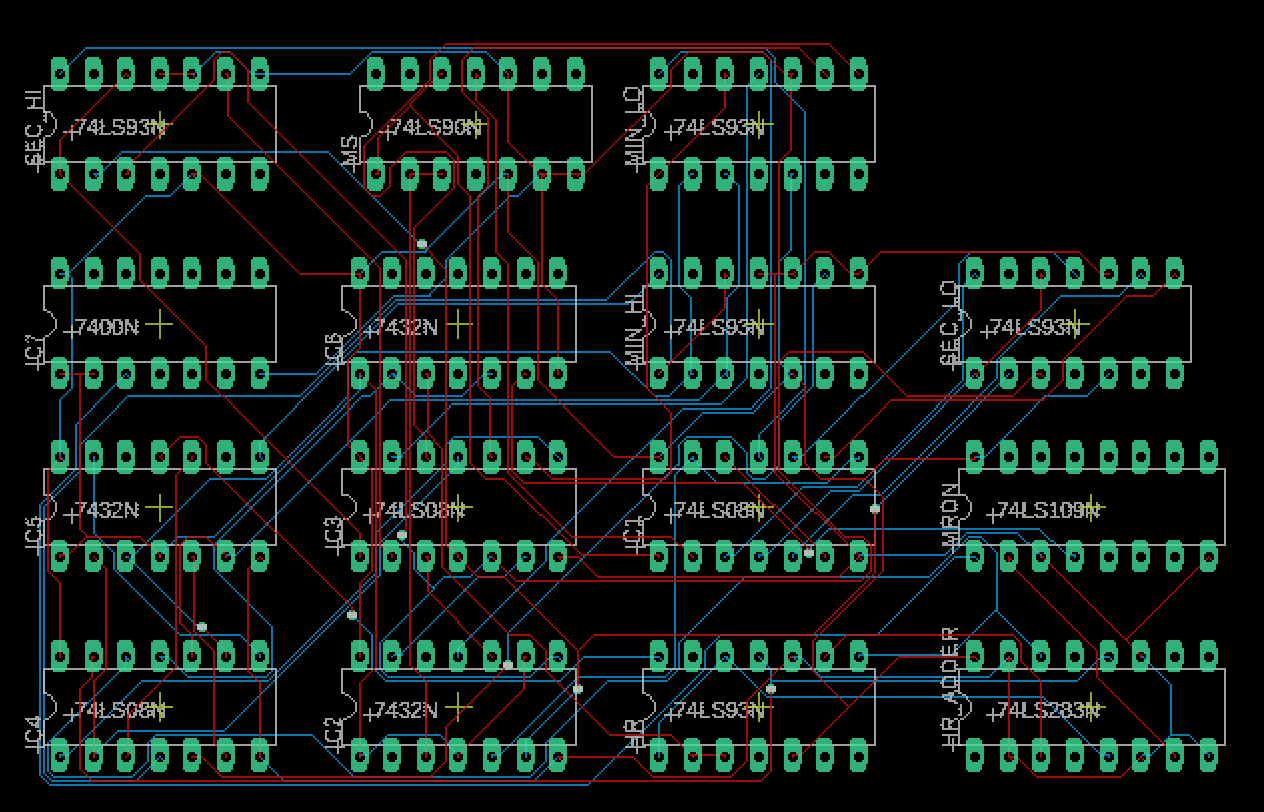 SEC_HI
74LS93N
MS
74LS90N
MIN_LO
74LS93N
IC7
7400N
IC6
7432N
MIN_HI
74LS93N
SEC_LO
74LS93N
IC5
7432N
IC3
74LS08N
IC1
74LS08N
MRON
74LS109N
IC4
74LS08N
IC2
7432N
HR
74LS93N
HR_ADDER
74LS283N